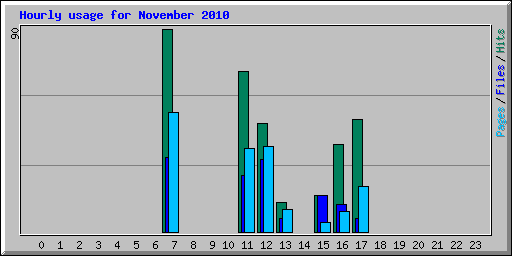 Hourly usage for November 2010
90
Pages/Files/Hits
0 1 2 3 4 5 6 7 8 9 10 11 12 13 14 15 16 17 18 19 20 21 22 23